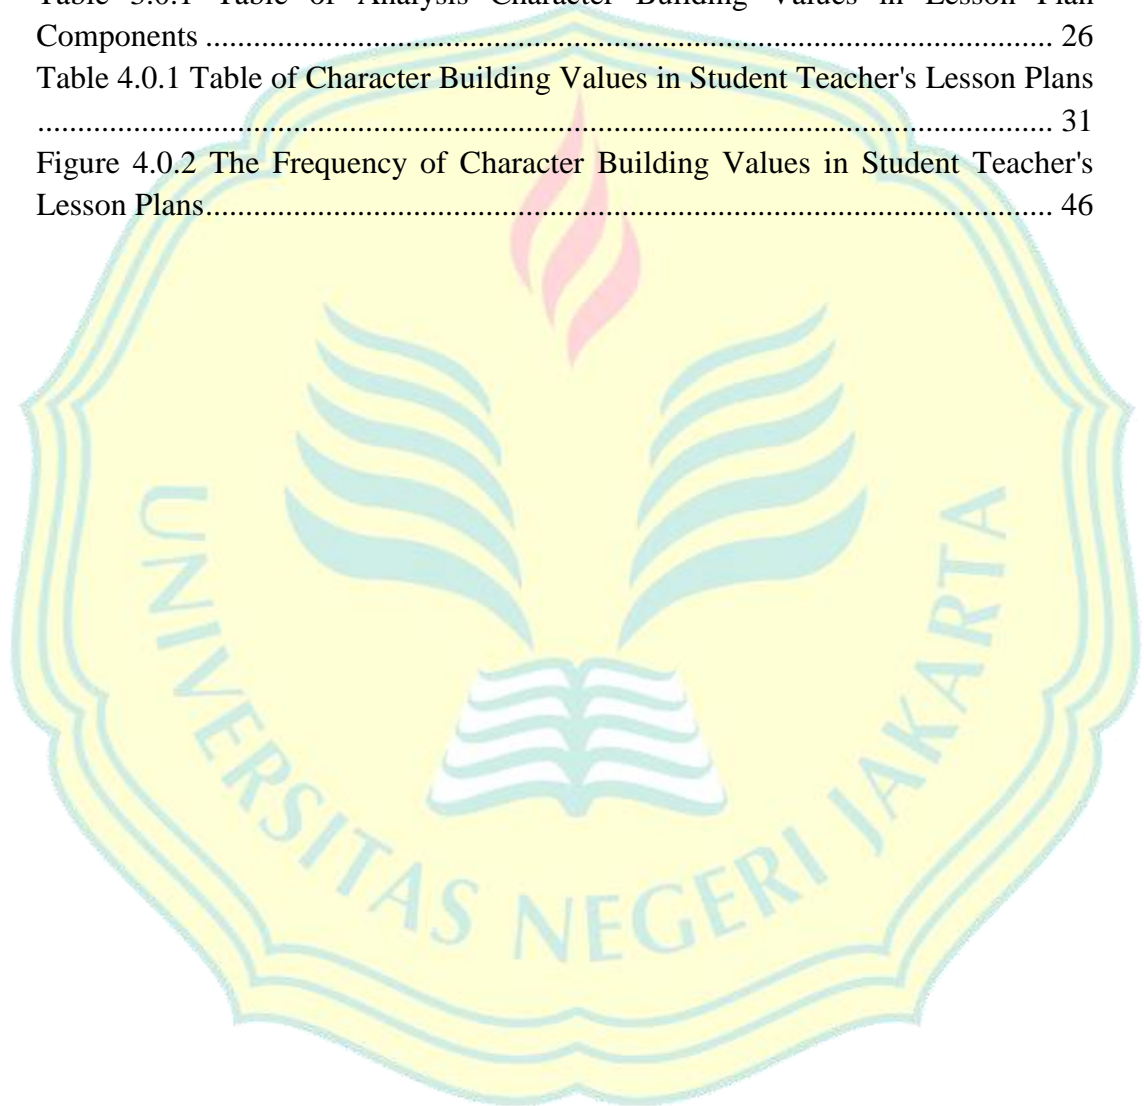 Table 3.0.1 Table of Analysis Character Building Values in Lesson Plan
Components ........................................................................................................ 26
Table 4.0.1 Table of Character Building Values in Student Teacher's Lesson Plans
............................................................................................................................. 31
Figure 4.0.2 The Frequency of Character Building Values in Student Teacher's
Lesson Plans........................................................................................................ 46
UNIVERSITAS NEGERI JAKARTA